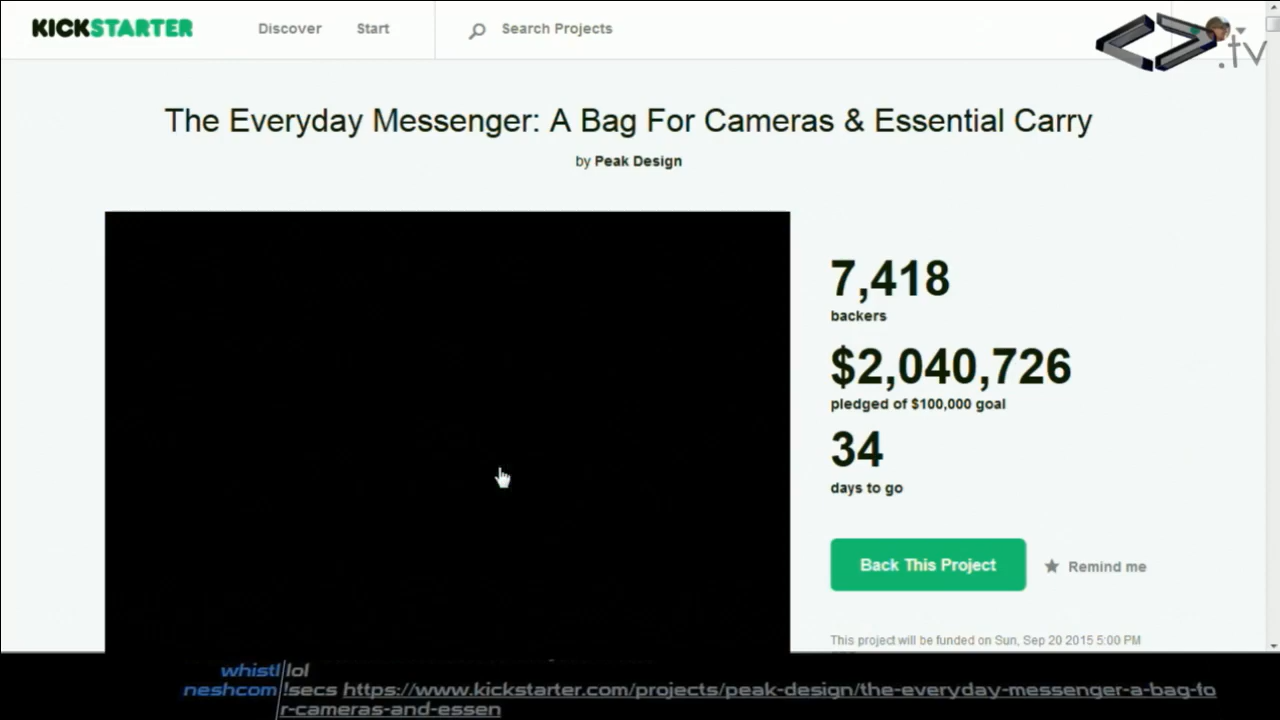 KICKSTARTER Discover Start Search Projects
.tv
The Everyday Messenger: A Bag For Cameras & Essential Carry
by Peak Design
7,418
backers
$2,040,726
pledged of $100,000 goal
34
days to go
Back This Project Remind me
This project will be funded on Sun, Sep 20 2015 5:00 PM
whistl lol
neshcom !secs https://www.kickstarter.com/projects/peak-design/the-everyday-messenger-a-bag-fo
r-cameras-and-essen